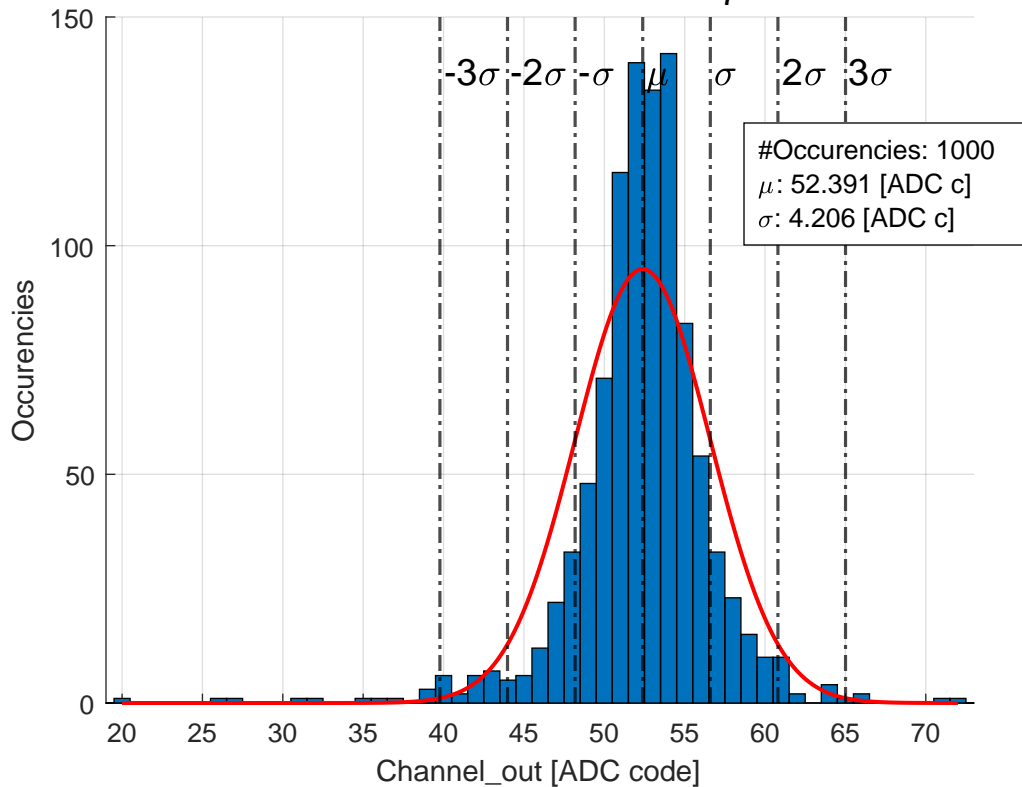 150
100
50
0
Occurencies
-3σ -2σ -σ μ σ 2σ 3σ
#Occurencies: 1000
μ: 52.391 [ADC c]
σ: 4.206 [ADC c]
20 25 30 35 40 45 50 55 60 65 70
Channel_out [ADC code]